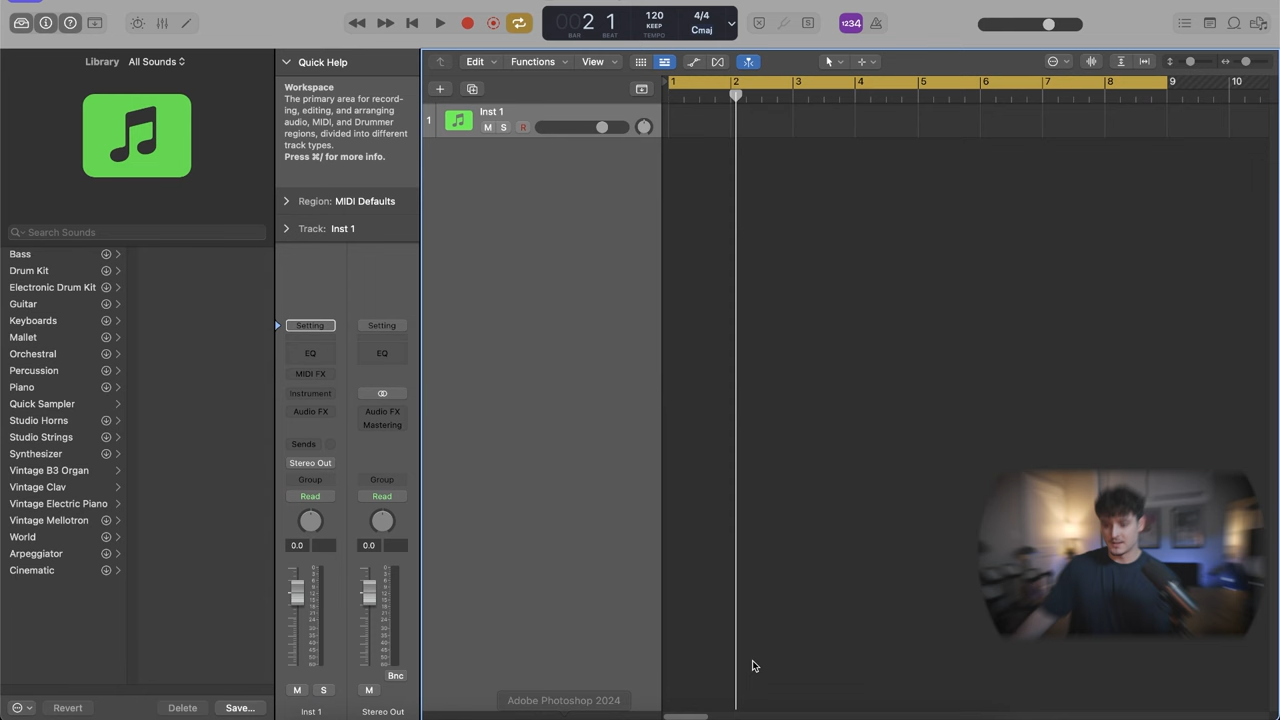 2 1
BAR BEAT
120
KEEP
TEMPO
4/4
Cmaj
S
1234
Library All Sounds
Search Sounds
Bass
Drum Kit
Electronic Drum Kit
Guitar
Keyboards
Mallet
Orchestral
Percussion
Piano
Quick Sampler
Studio Horns
Studio Strings
Synthesizer
Vintage B3 Organ
Vintage Clav
Vintage Electric Piano
Vintage Mellotron
World
Arpeggiator
Cinematic
Revert Delete Save...
Quick Help
Workspace
The primary area for record-
ing, editing, and arranging
audio, MIDI, and Drummer
regions, divided into different
track types.
Press ⌘/ for more info.
Region: MIDI Defaults
Track: Inst 1
Setting Setting
EQ EQ
MIDI FX
Instrument
Audio FX Audio FX
Mastering
Sends
Stereo Out
Group Group
Read Read
0.0 0.0
Bnc
M S M
Inst 1 Stereo Out
Edit Functions View
1 2 3 4 5 6 7 8 9 10
1 Inst 1
M S R
Adobe Photoshop 2024